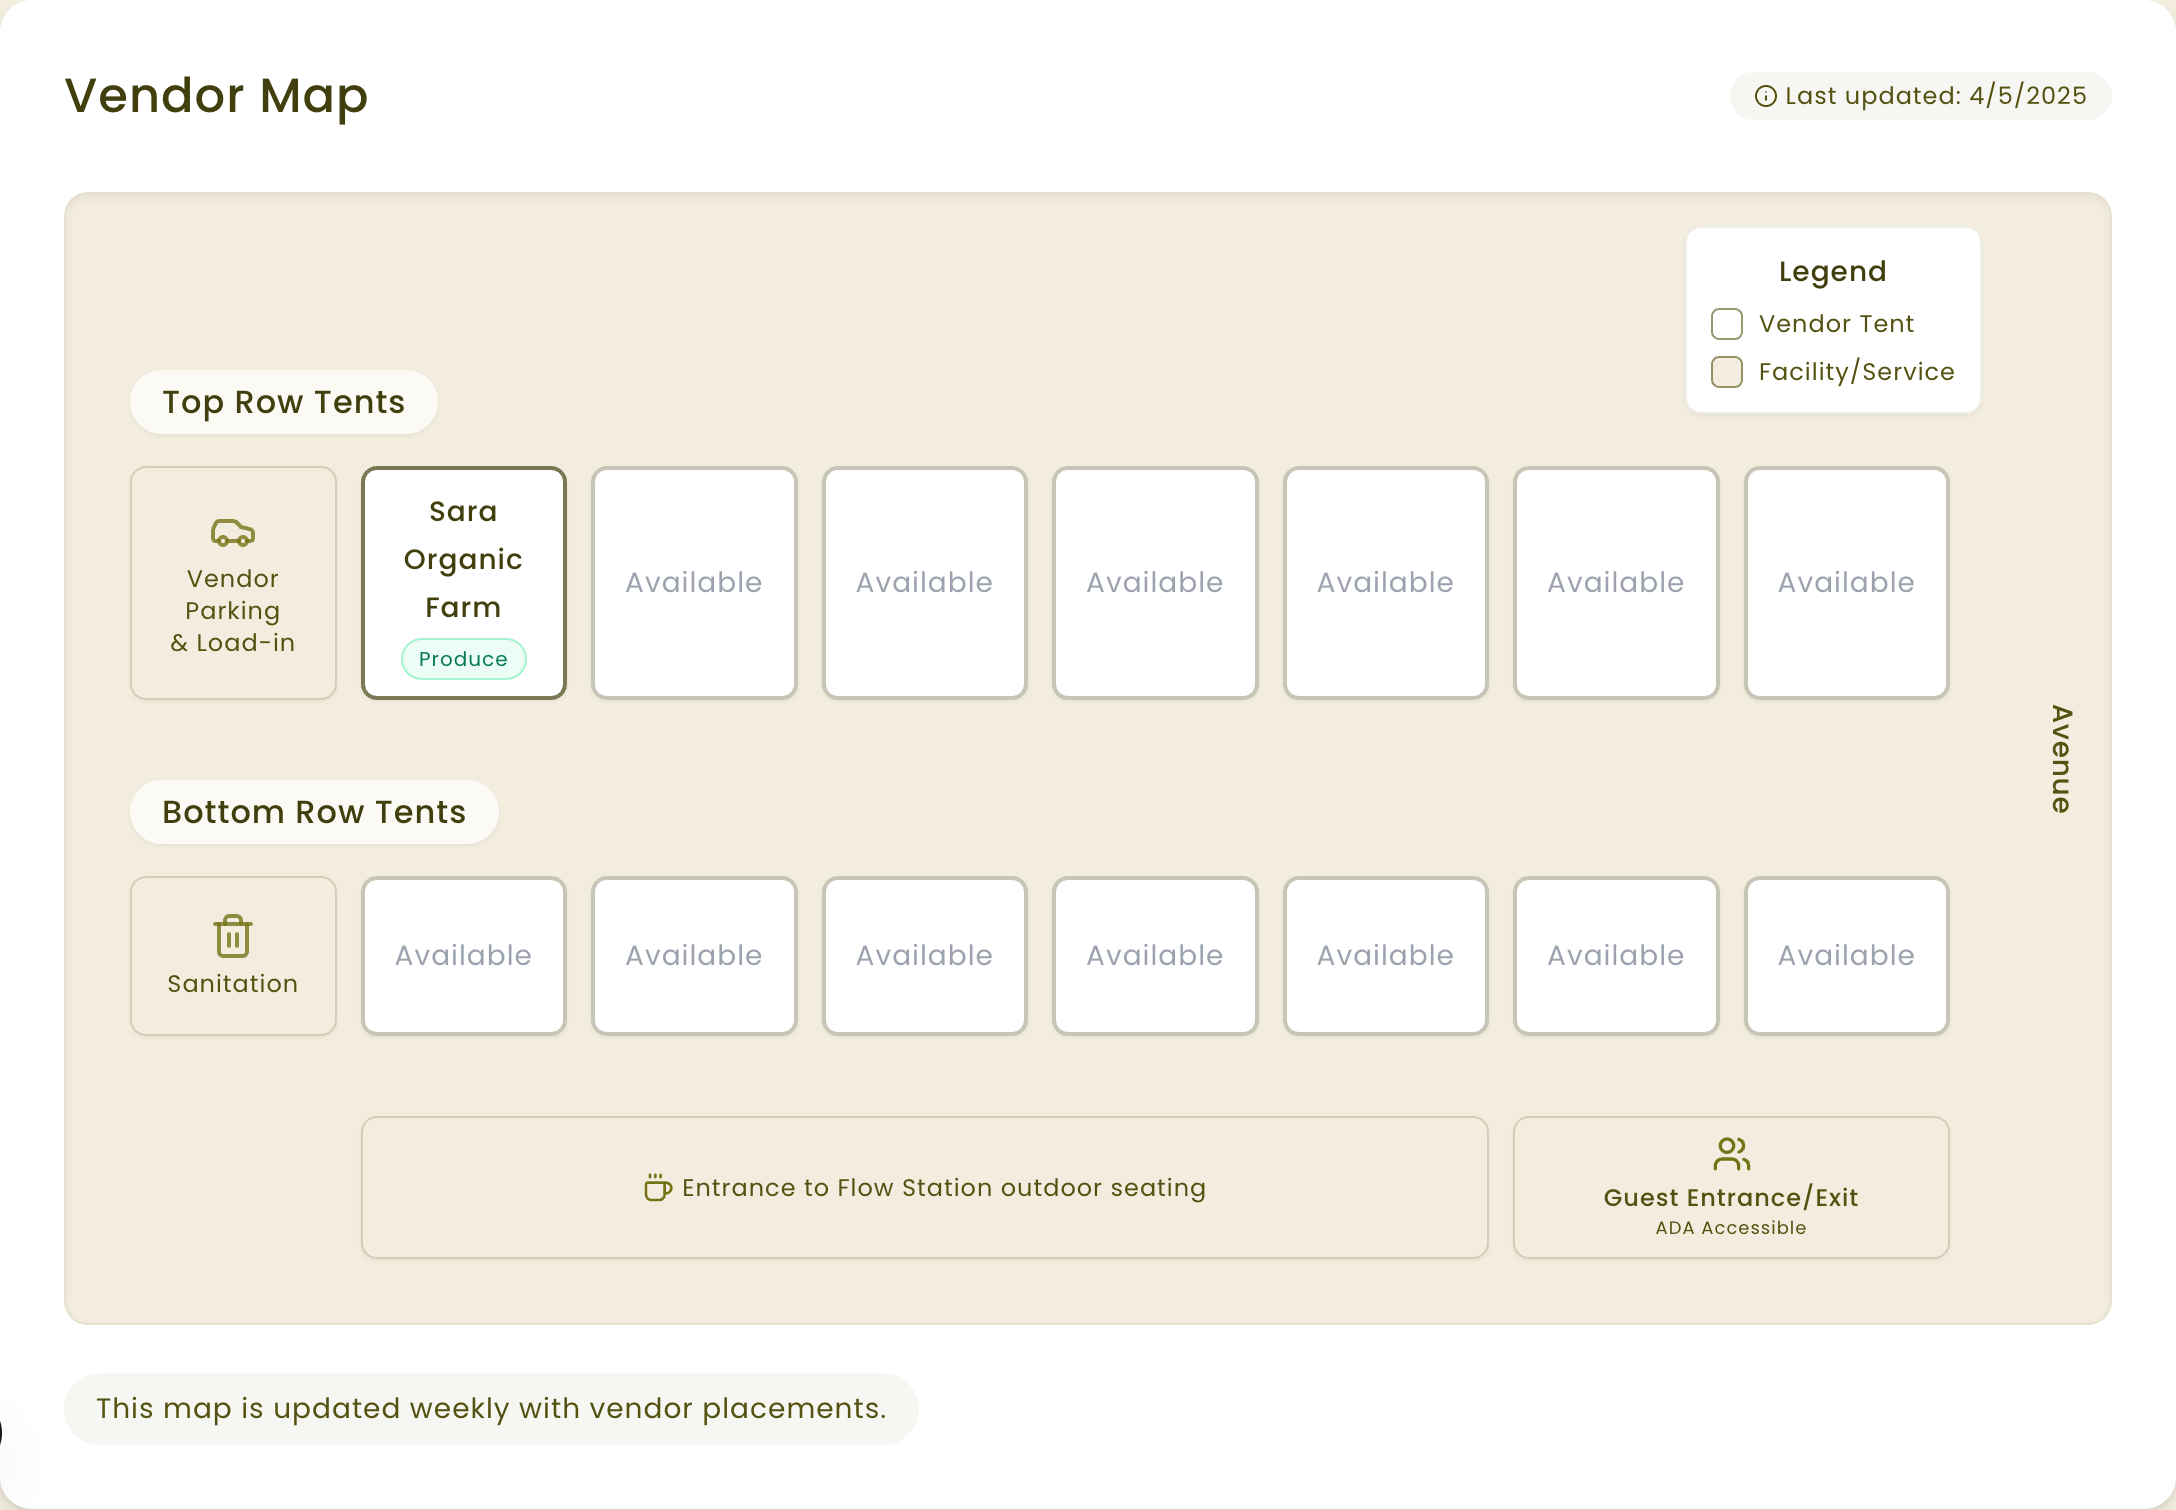 Vendor Map
Last updated: 4/5/2025
Legend
Vendor Tent
Facility/Service
Top Row Tents
Vendor
Parking
& Load-in
Sara
Organic
Farm
Produce
Available
Available
Available
Available
Available
Available
Avenue
Bottom Row Tents
Sanitation
Available
Available
Available
Available
Available
Available
Available
Entrance to Flow Station outdoor seating
Guest Entrance/Exit
ADA Accessible
This map is updated weekly with vendor placements.